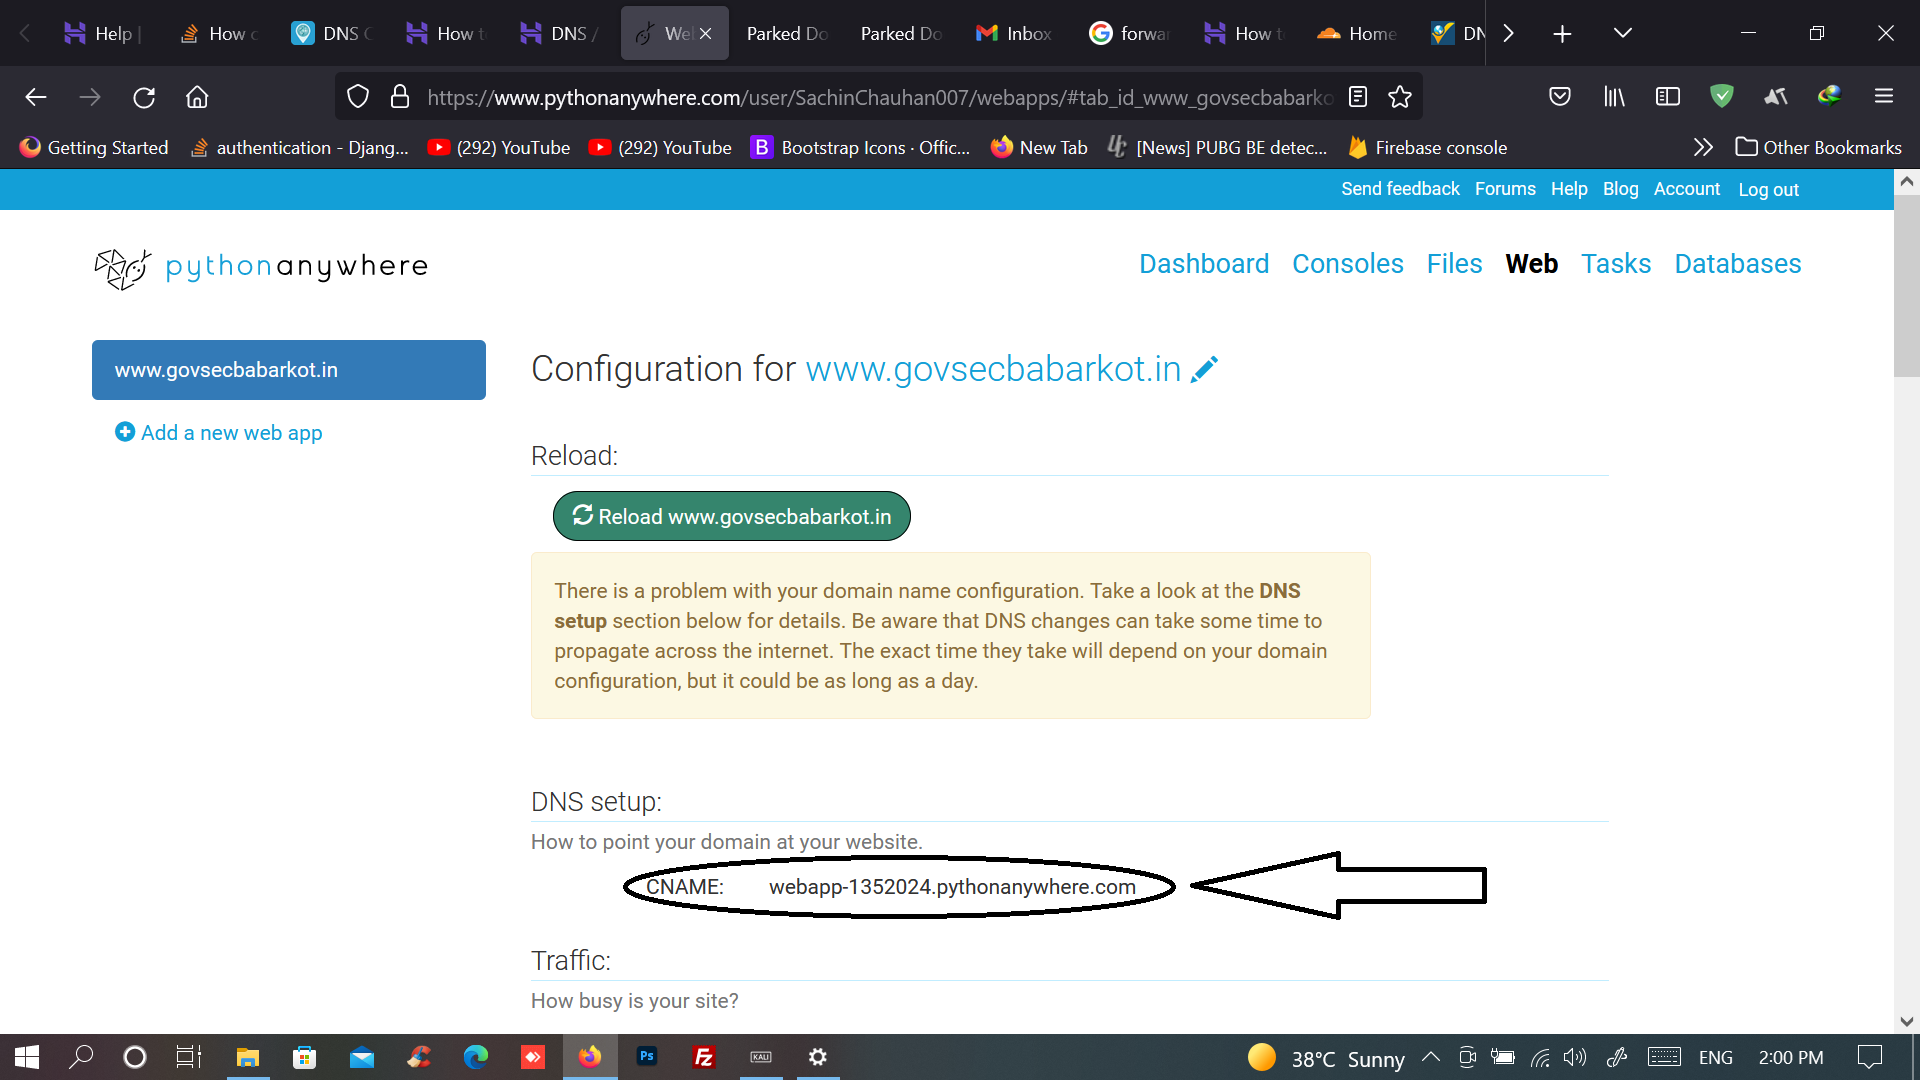 Help |
How c
DNS C
How t
DNS /
Wel
Parked Do
Parked Do
Inbox
forwar
How t
Home
DN
https://www.pythonanywhere.com/user/SachinChauhan007/webapps/#tab_id_www_govsecbabarko
Getting Started
authentication - Djang...
(292) YouTube
(292) YouTube
B Bootstrap Icons · Offic...
New Tab
[News] PUBG BE detec...
Firebase console
Other Bookmarks
Send feedback Forums Help Blog Account Log out
pythonanywhere
Dashboard Consoles Files Web Tasks Databases
www.govsecbabarkot.in
Add a new web app
Configuration for www.govsecbabarkot.in
Reload:
Reload www.govsecbabarkot.in
There is a problem with your domain name configuration. Take a look at the DNS
setup section below for details. Be aware that DNS changes can take some time to
propagate across the internet. The exact time they take will depend on your domain
configuration, but it could be as long as a day.
DNS setup:
How to point your domain at your website.
CNAME: webapp-1352024.pythonanywhere.com
Traffic:
How busy is your site?
Ps
Fz
KALI
38°C Sunny
ENG
2:00 PM